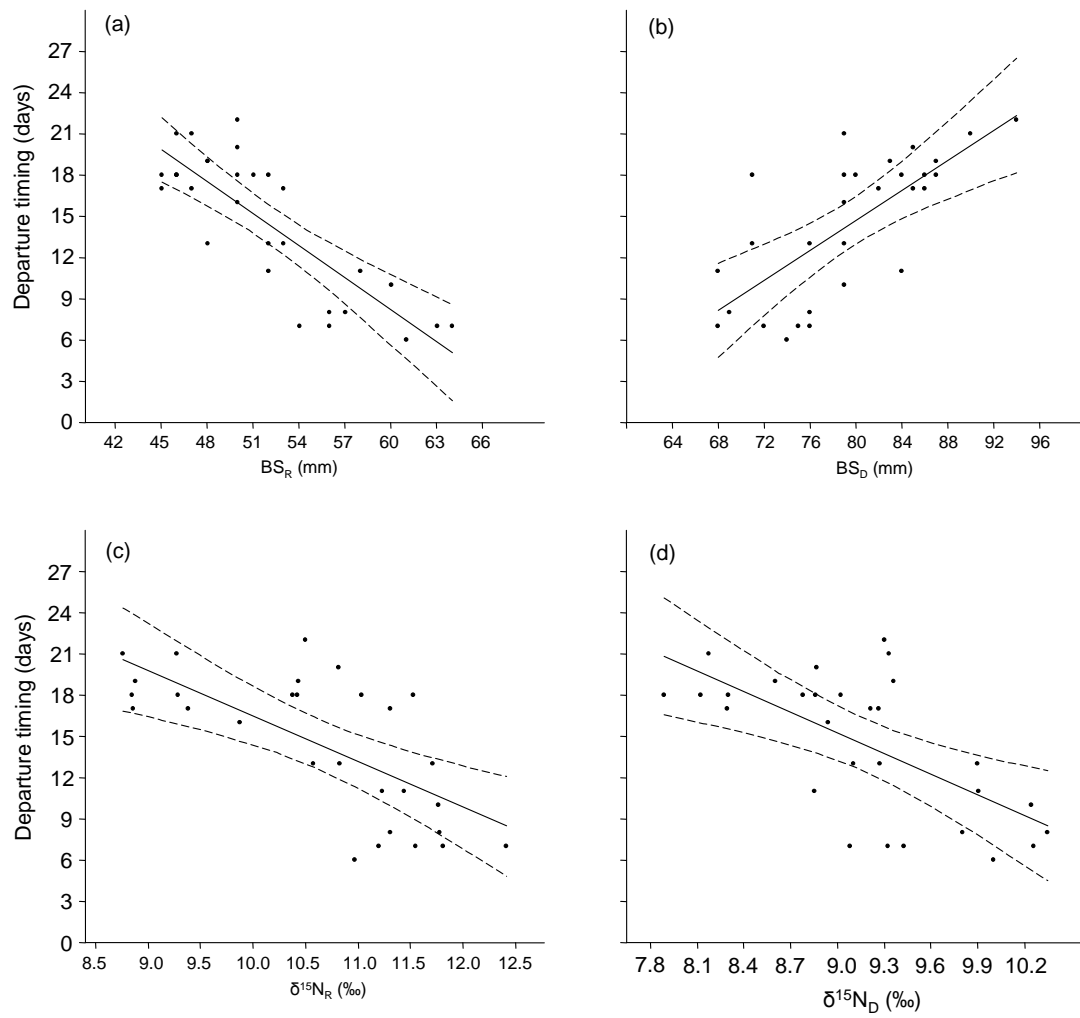 (a)
Departure timing (days)
27
24
21
18
15
12
9
6
3
0
42 45 48 51 54 57 60 63 66
BS_R (mm)
(b)
64 68 72 76 80 84 88 92 96
BS_D (mm)
(c)
Departure timing (days)
27
24
21
18
15
12
9
6
3
0
8.5 9.0 9.5 10.0 10.5 11.0 11.5 12.0 12.5
δ¹⁵N_R (‰)
(d)
7.8 8.1 8.4 8.7 9.0 9.3 9.6 9.9 10.2
δ¹⁵N_D (‰)